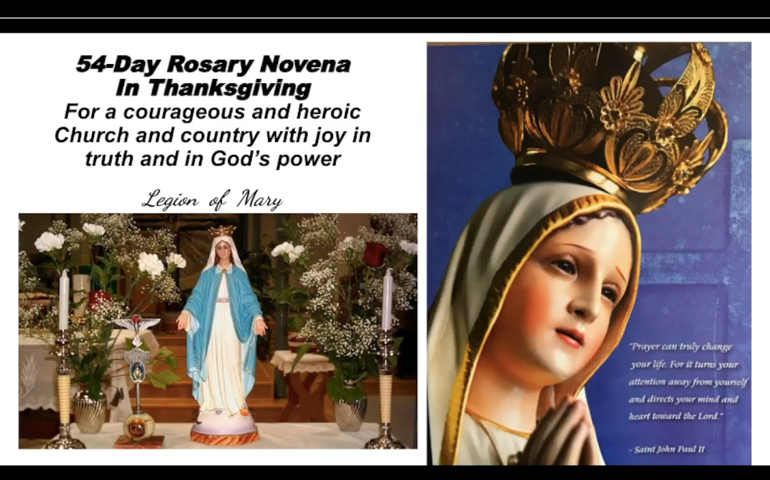 54-Day Rosary Novena
In Thanksgiving
For a courageous and heroic
Church and country with joy in
truth and in God's power
Legion of Mary
"Prayer can truly change
your life. For it turns your
attention away from yourself
and directs your mind and
heart toward the Lord."
- Saint John Paul II